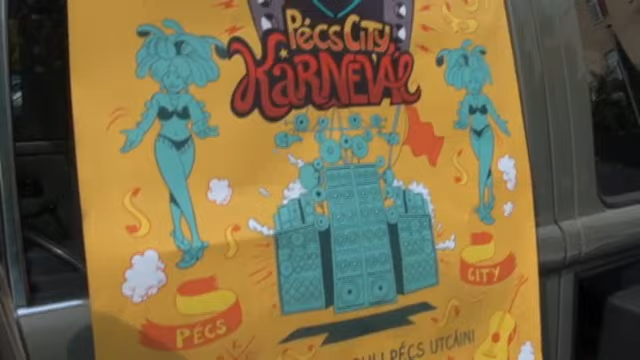 PÉCS CITY
KARNEVÁL
PÉCS
CITY
PÉCS UTCÁIN!